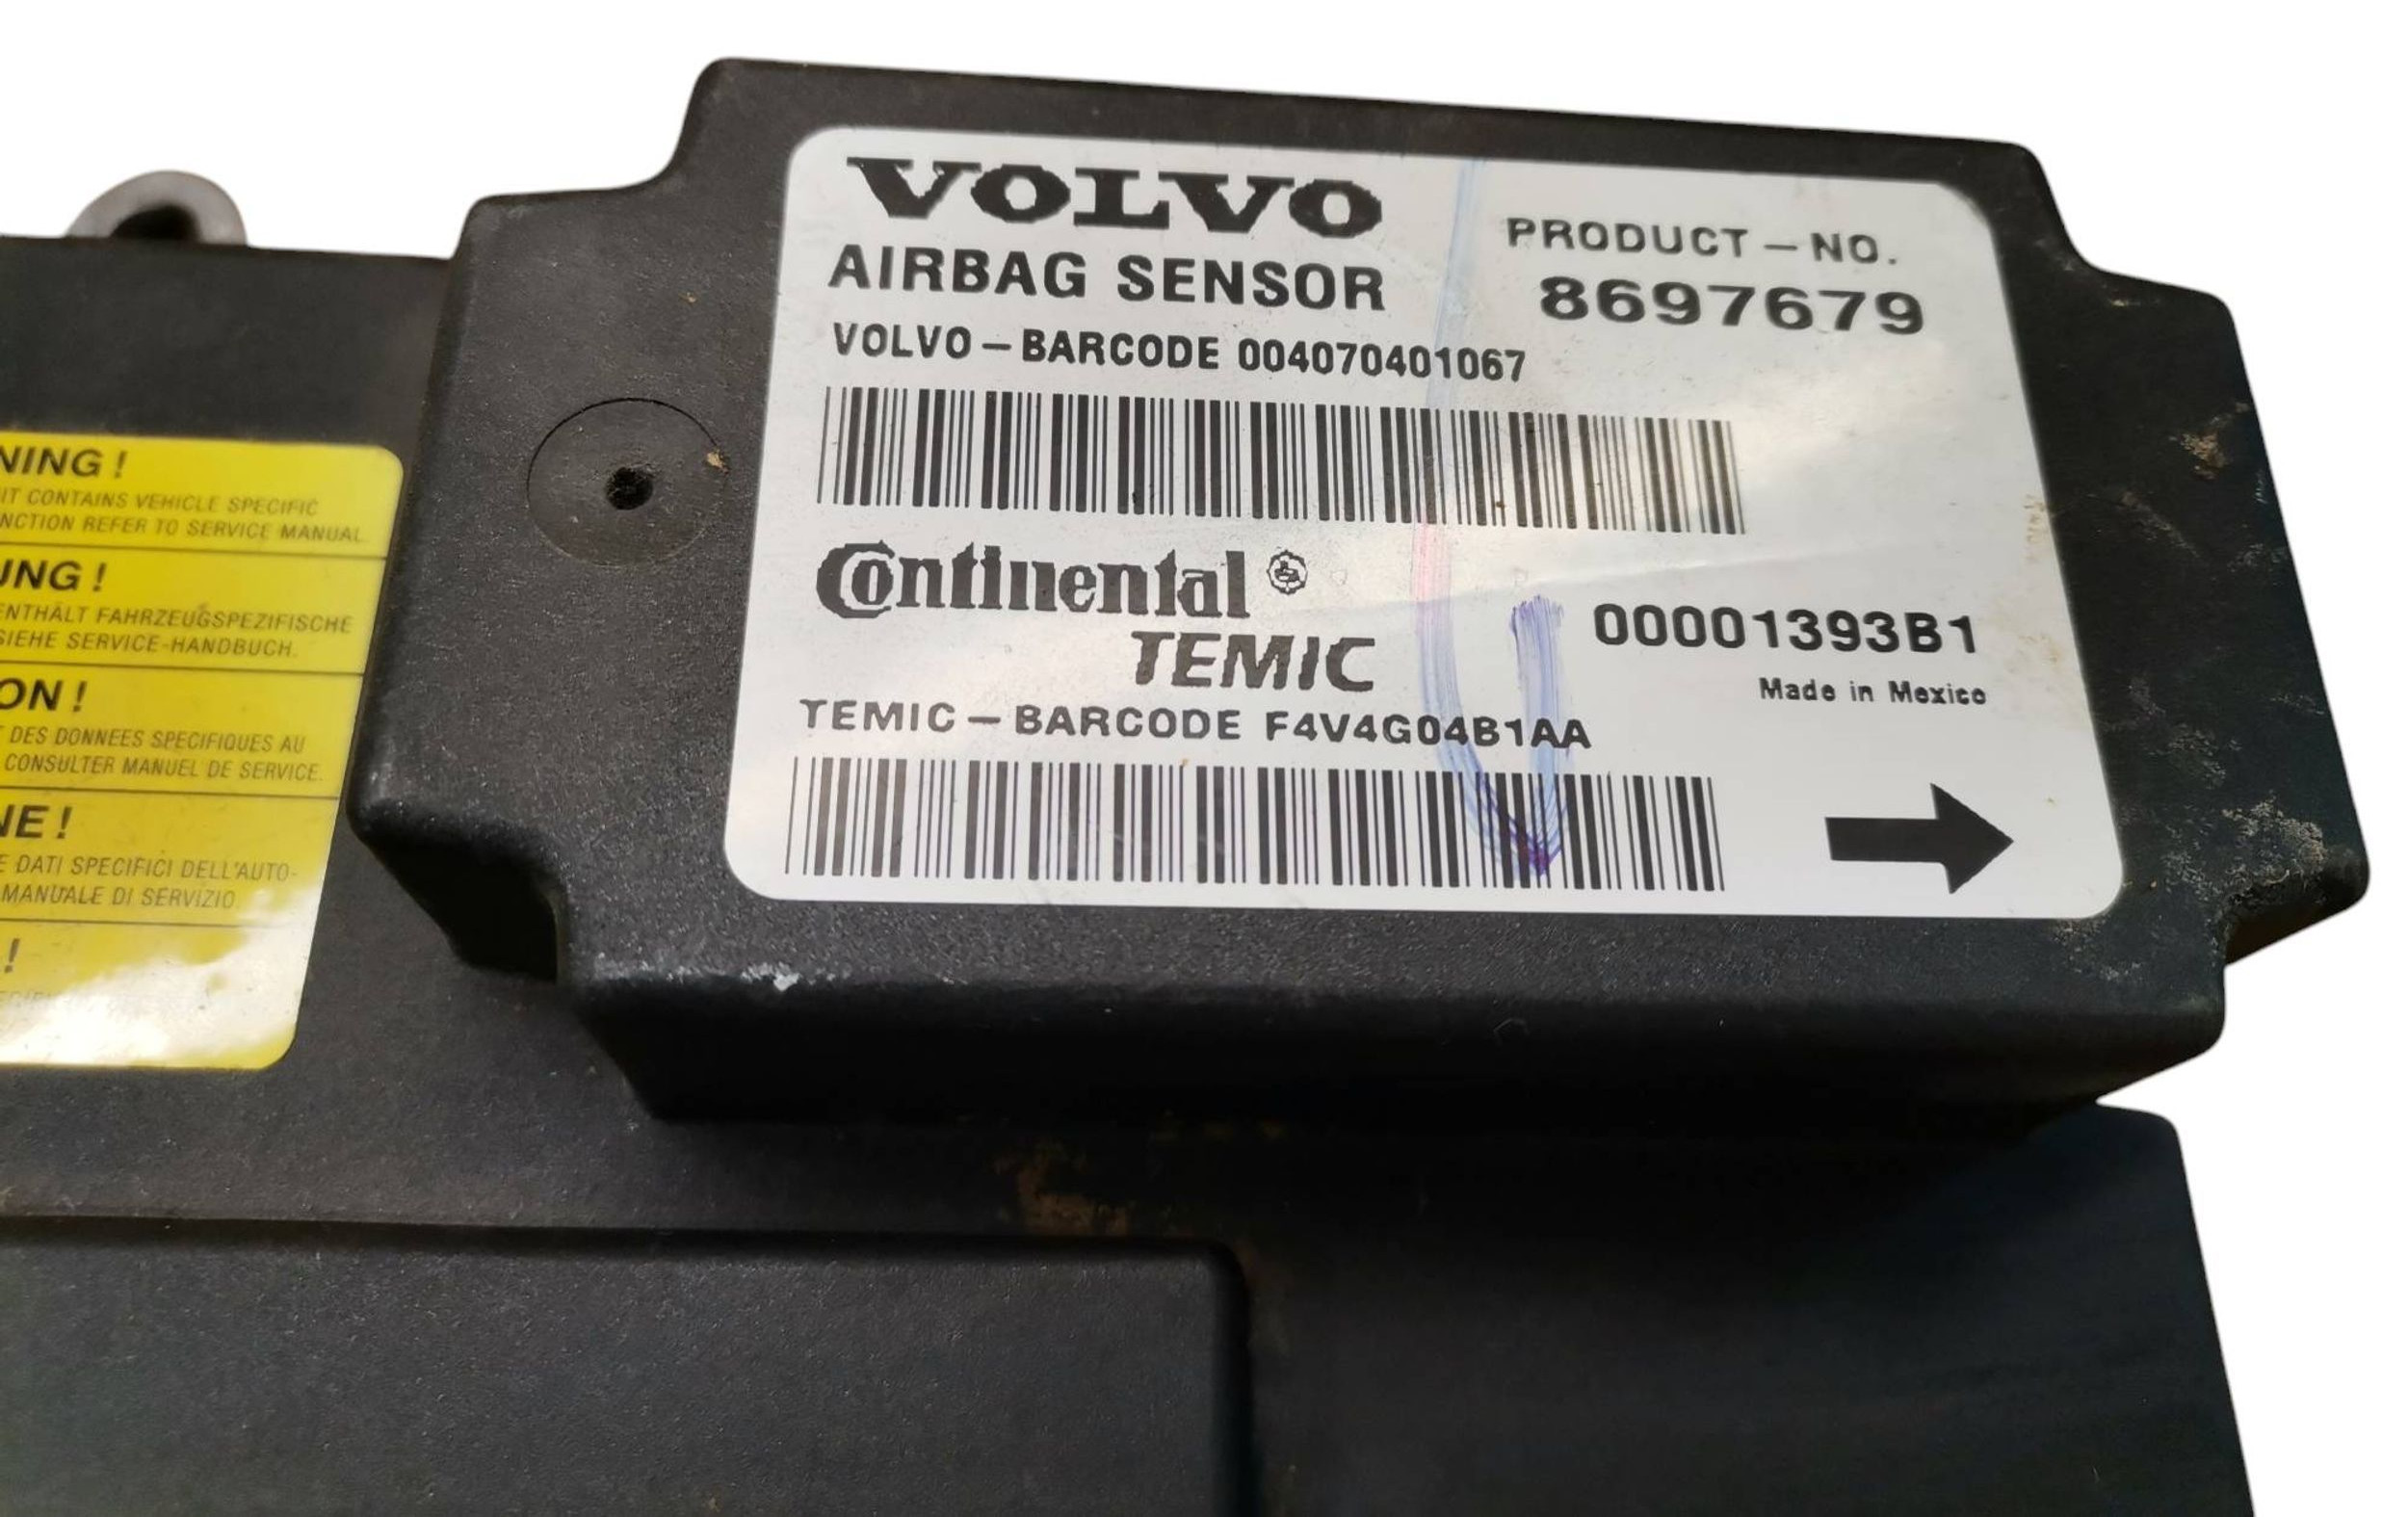 VOLVO
AIRBAG SENSOR
PRODUCT – NO.
8697679
VOLVO – BARCODE 004070401067
Continental
TEMIC
00001393B1
Made in Mexico
TEMIC – BARCODE F4V4G04B1AA
NING !
IT CONTAINS VEHICLE SPECIFIC
NCTION REFER TO SERVICE MANUAL
UNG !
ENTHÄLT FAHRZEUGSPEZIFISCHE
SIEHE SERVICE-HANDBUCH.
ON !
DES DONNEES SPECIFIQUES AU
CONSULTER MANUEL DE SERVICE.
NE !
E DATI SPECIFICI DELL'AUTO-
MANUALE DI SERVIZIO.
!